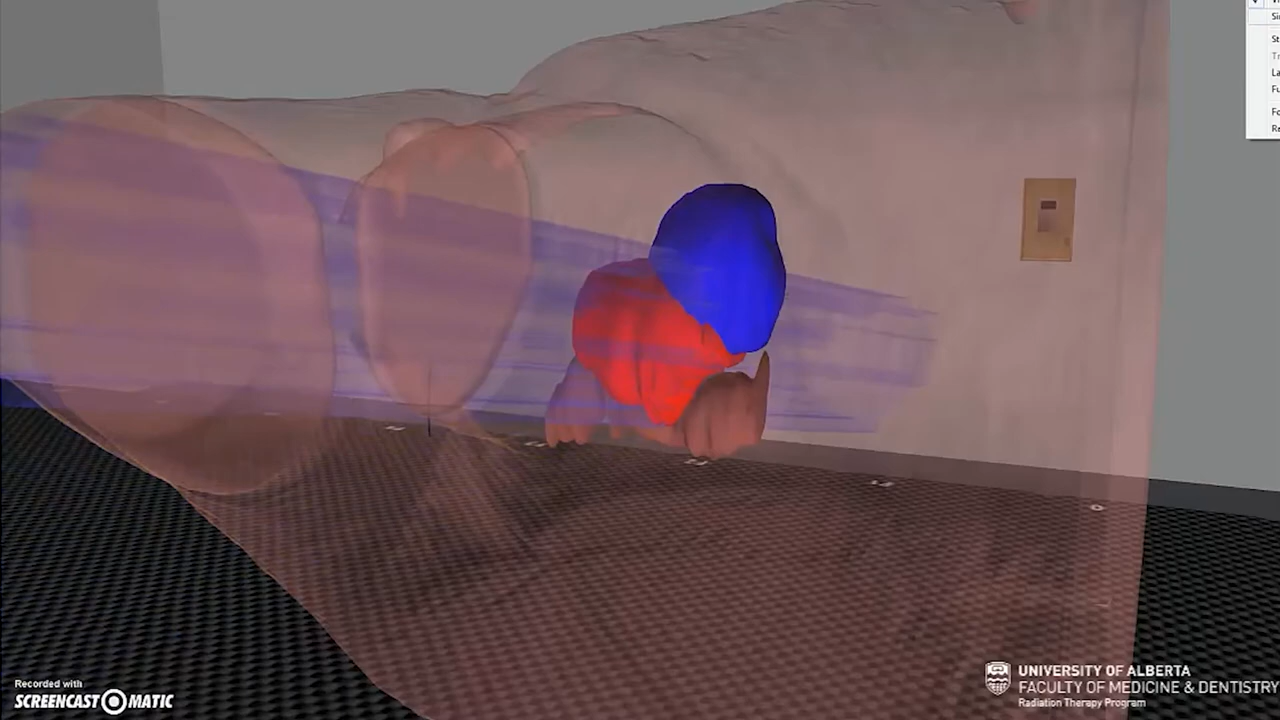 Recorded with
SCREENCAST-O-MATIC
UNIVERSITY OF ALBERTA
FACULTY OF MEDICINE & DENTISTRY
Radiation Therapy Program